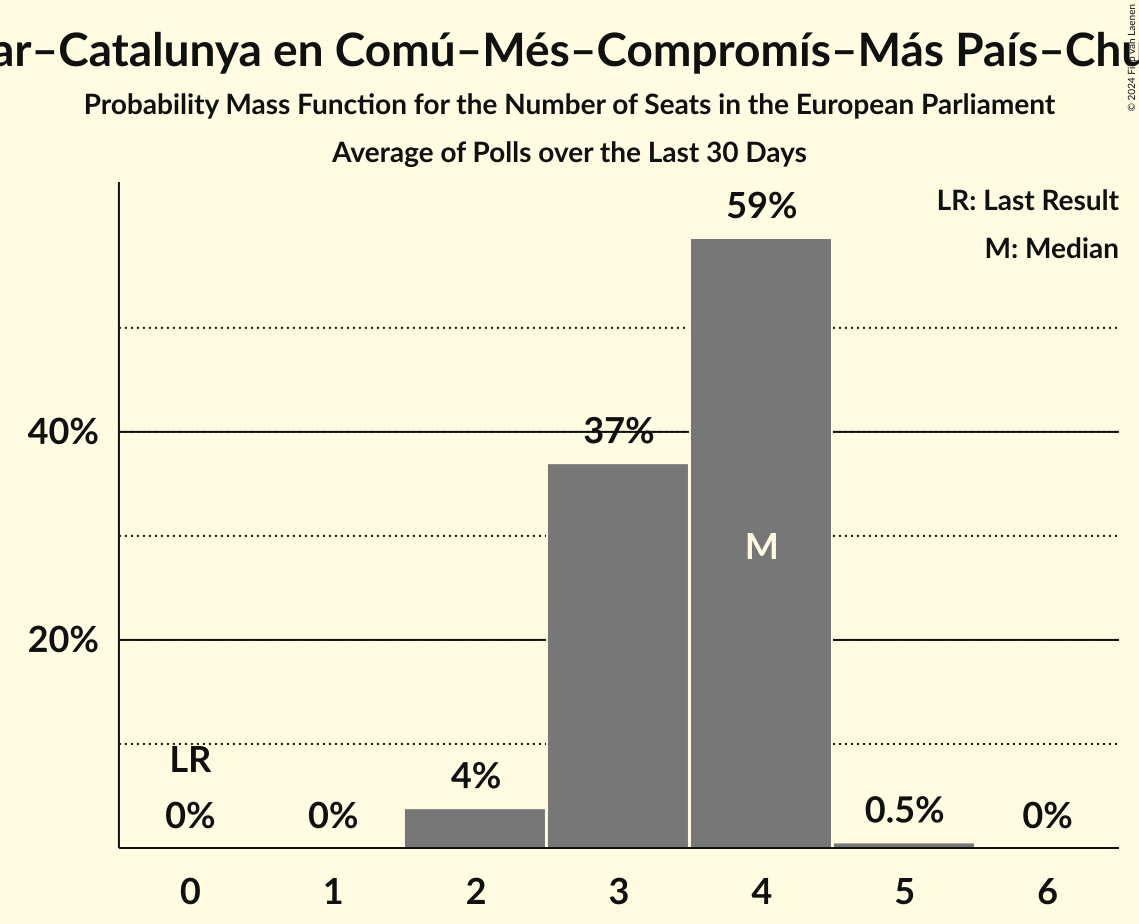 ar–Catalunya en Comú–Més–Compromís–Más País–Chu
Probability Mass Function for the Number of Seats in the European Parliament
Average of Polls over the Last 30 Days
© 2024 Filip van Laenen
LR: Last Result
M: Median
59%
40%
37%
M
20%
LR
4%
0%
0%
0.5%
0%
0 1 2 3 4 5 6